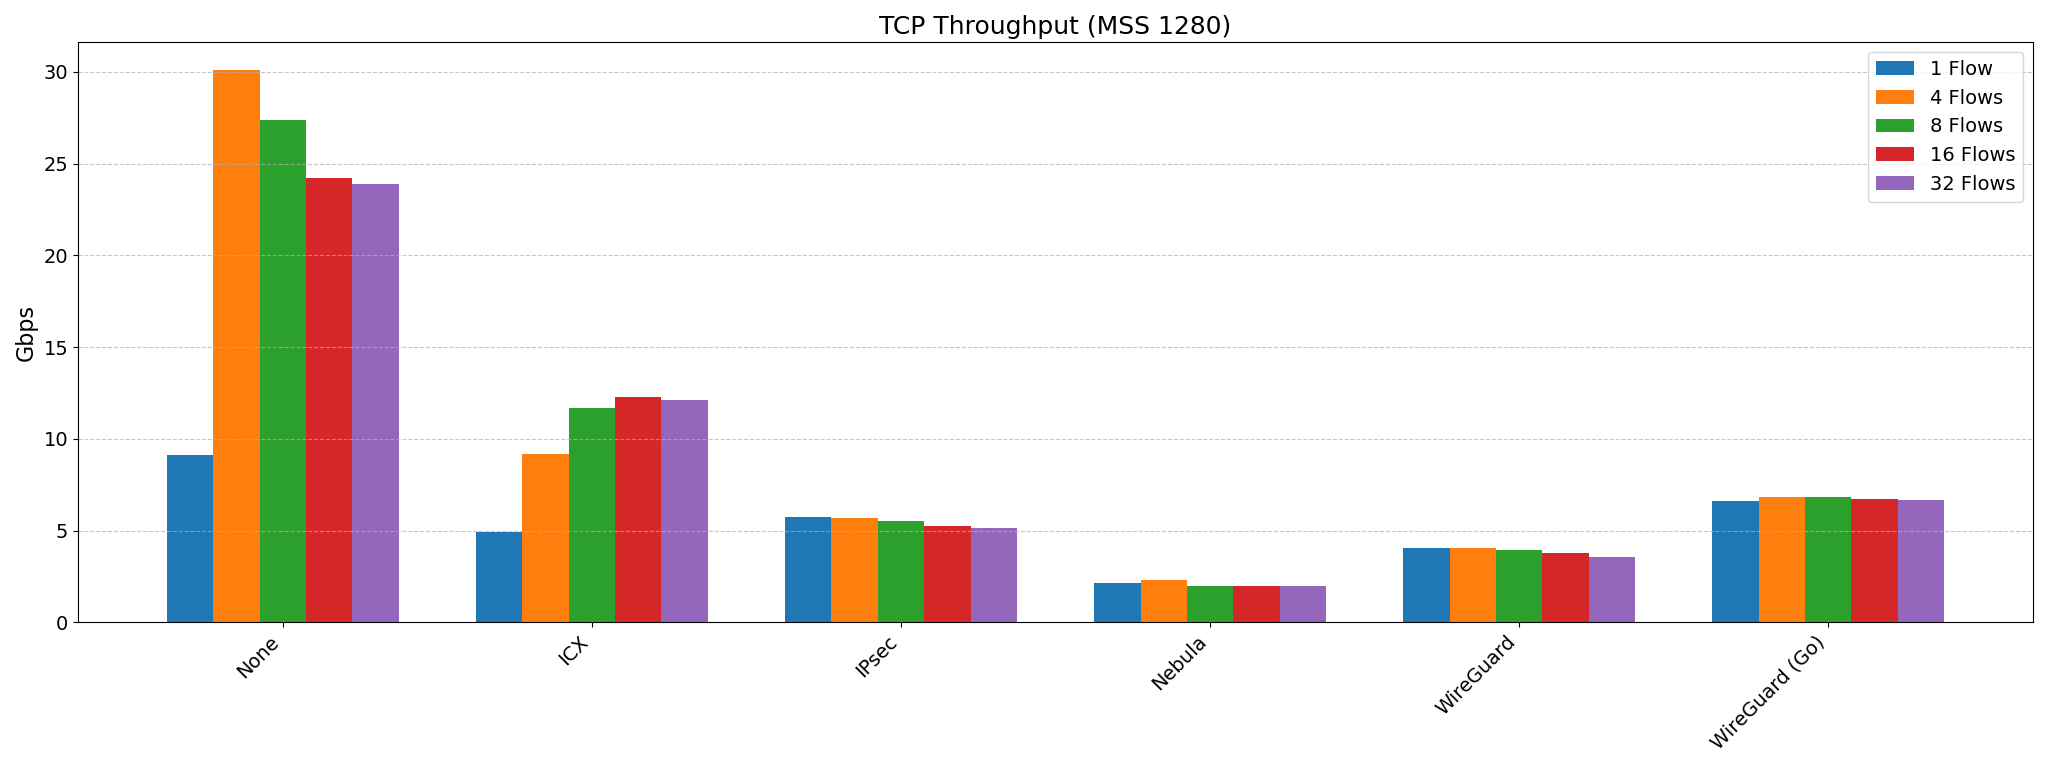 TCP Throughput (MSS 1280)
Gbps
30
25
20
15
10
5
0
1 Flow
4 Flows
8 Flows
16 Flows
32 Flows
None
ICX
IPsec
Nebula
WireGuard
WireGuard (Go)